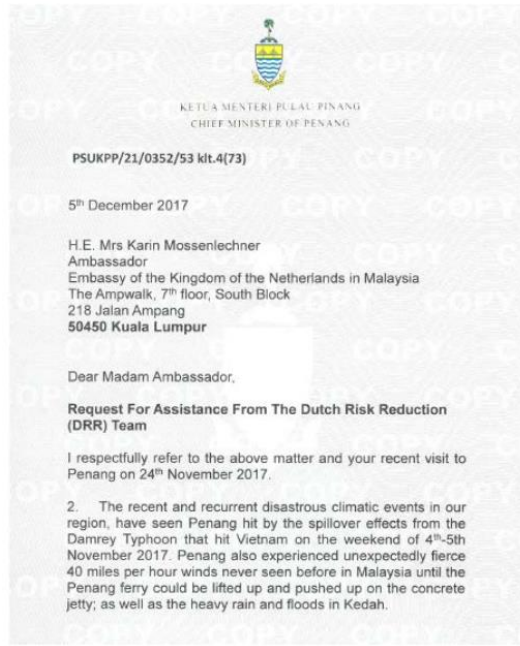 KETUA MENTERI PULAU PINANG
CHIEF MINISTER OF PENANG
PSUKPP/21/0352/53 klt.4(73)
5th December 2017
H.E. Mrs Karin Mossenlechner
Ambassador
Embassy of the Kingdom of the Netherlands in Malaysia
The Ampwalk, 7th floor, South Block
218 Jalan Ampang
50450 Kuala Lumpur
Dear Madam Ambassador,
Request For Assistance From The Dutch Risk Reduction
(DRR) Team
I respectfully refer to the above matter and your recent visit to
Penang on 24th November 2017.
2. The recent and recurrent disastrous climatic events in our
region, have seen Penang hit by the spillover effects from the
Damrey Typhoon that hit Vietnam on the weekend of 4th-5th
November 2017. Penang also experienced unexpectedly fierce
40 miles per hour winds never seen before in Malaysia until the
Penang ferry could be lifted up and pushed up on the concrete
jetty; as well as the heavy rain and floods in Kedah.